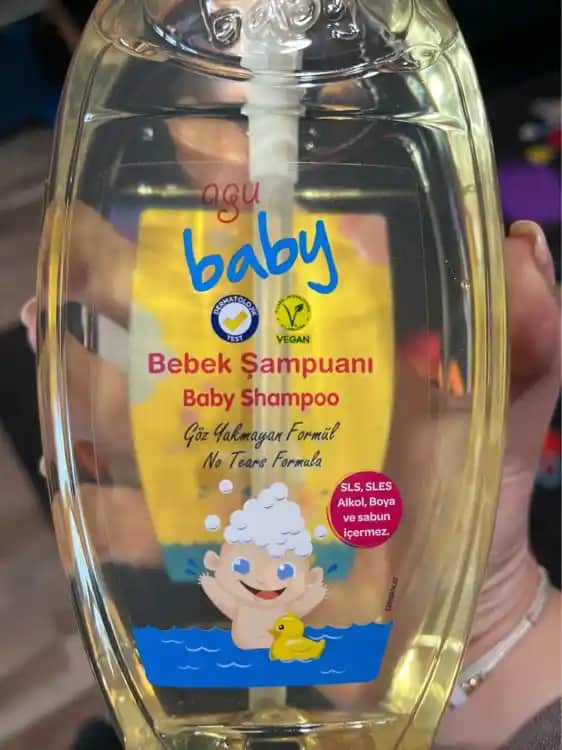 agu
baby
DERMATOLOJİK
TEST
VEGAN
Bebek Şampuanı
Baby Shampoo
Göz Yakmayan Formül
No Tears Formula
SLS, SLES
Alkol, Boya
ve sabun
içermez.